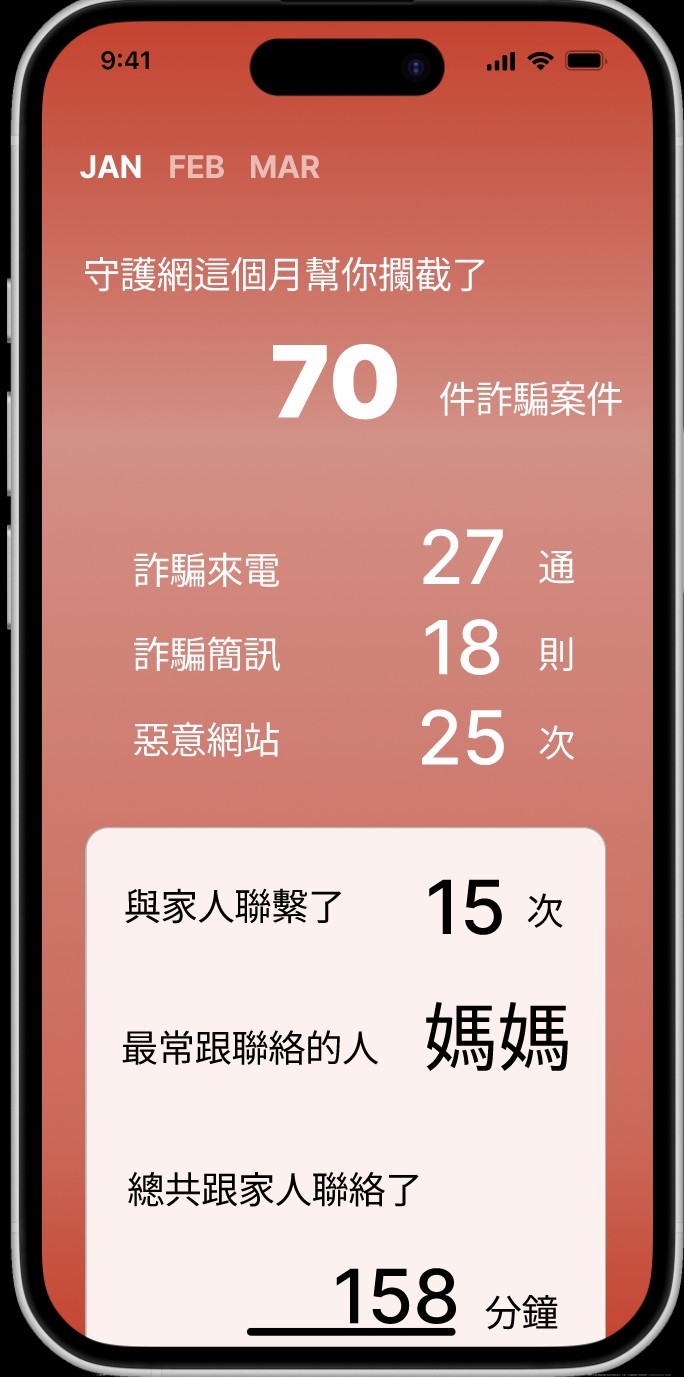 9:41
JAN FEB MAR
守護網這個月幫你攔截了
70 件詐騙案件
詐騙來電 27 通
詐騙簡訊 18 則
惡意網站 25 次
與家人聯繫了 15 次
最常跟聯絡的人 媽媽
總共跟家人聯絡了
158 分鐘